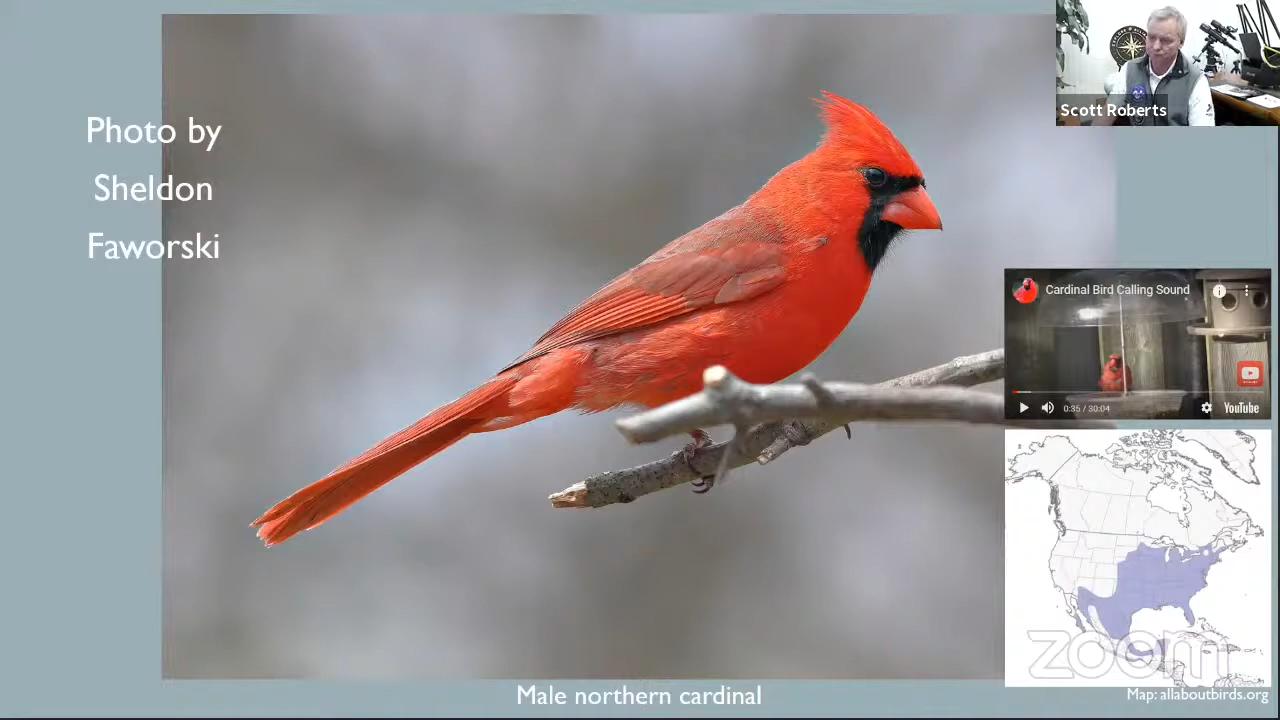 Photo by
Sheldon
Faworski
Scott Roberts
Cardinal Bird Calling Sound
0:35 / 30:04
YouTube
zoom
Male northern cardinal
Map: allaboutbirds.org